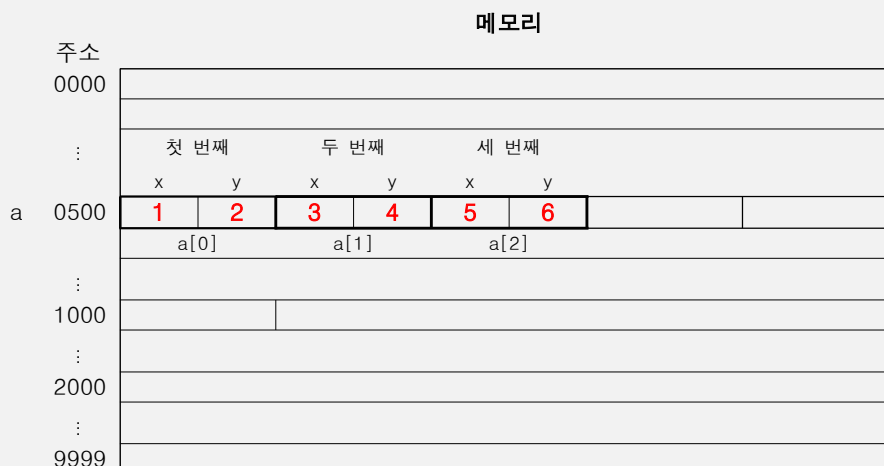 메모리
주소
0000
⋮
첫 번째 두 번째 세 번째
x y x y x y
a 0500 1 2 3 4 5 6
a[0] a[1] a[2]
⋮
1000
⋮
2000
⋮
9999